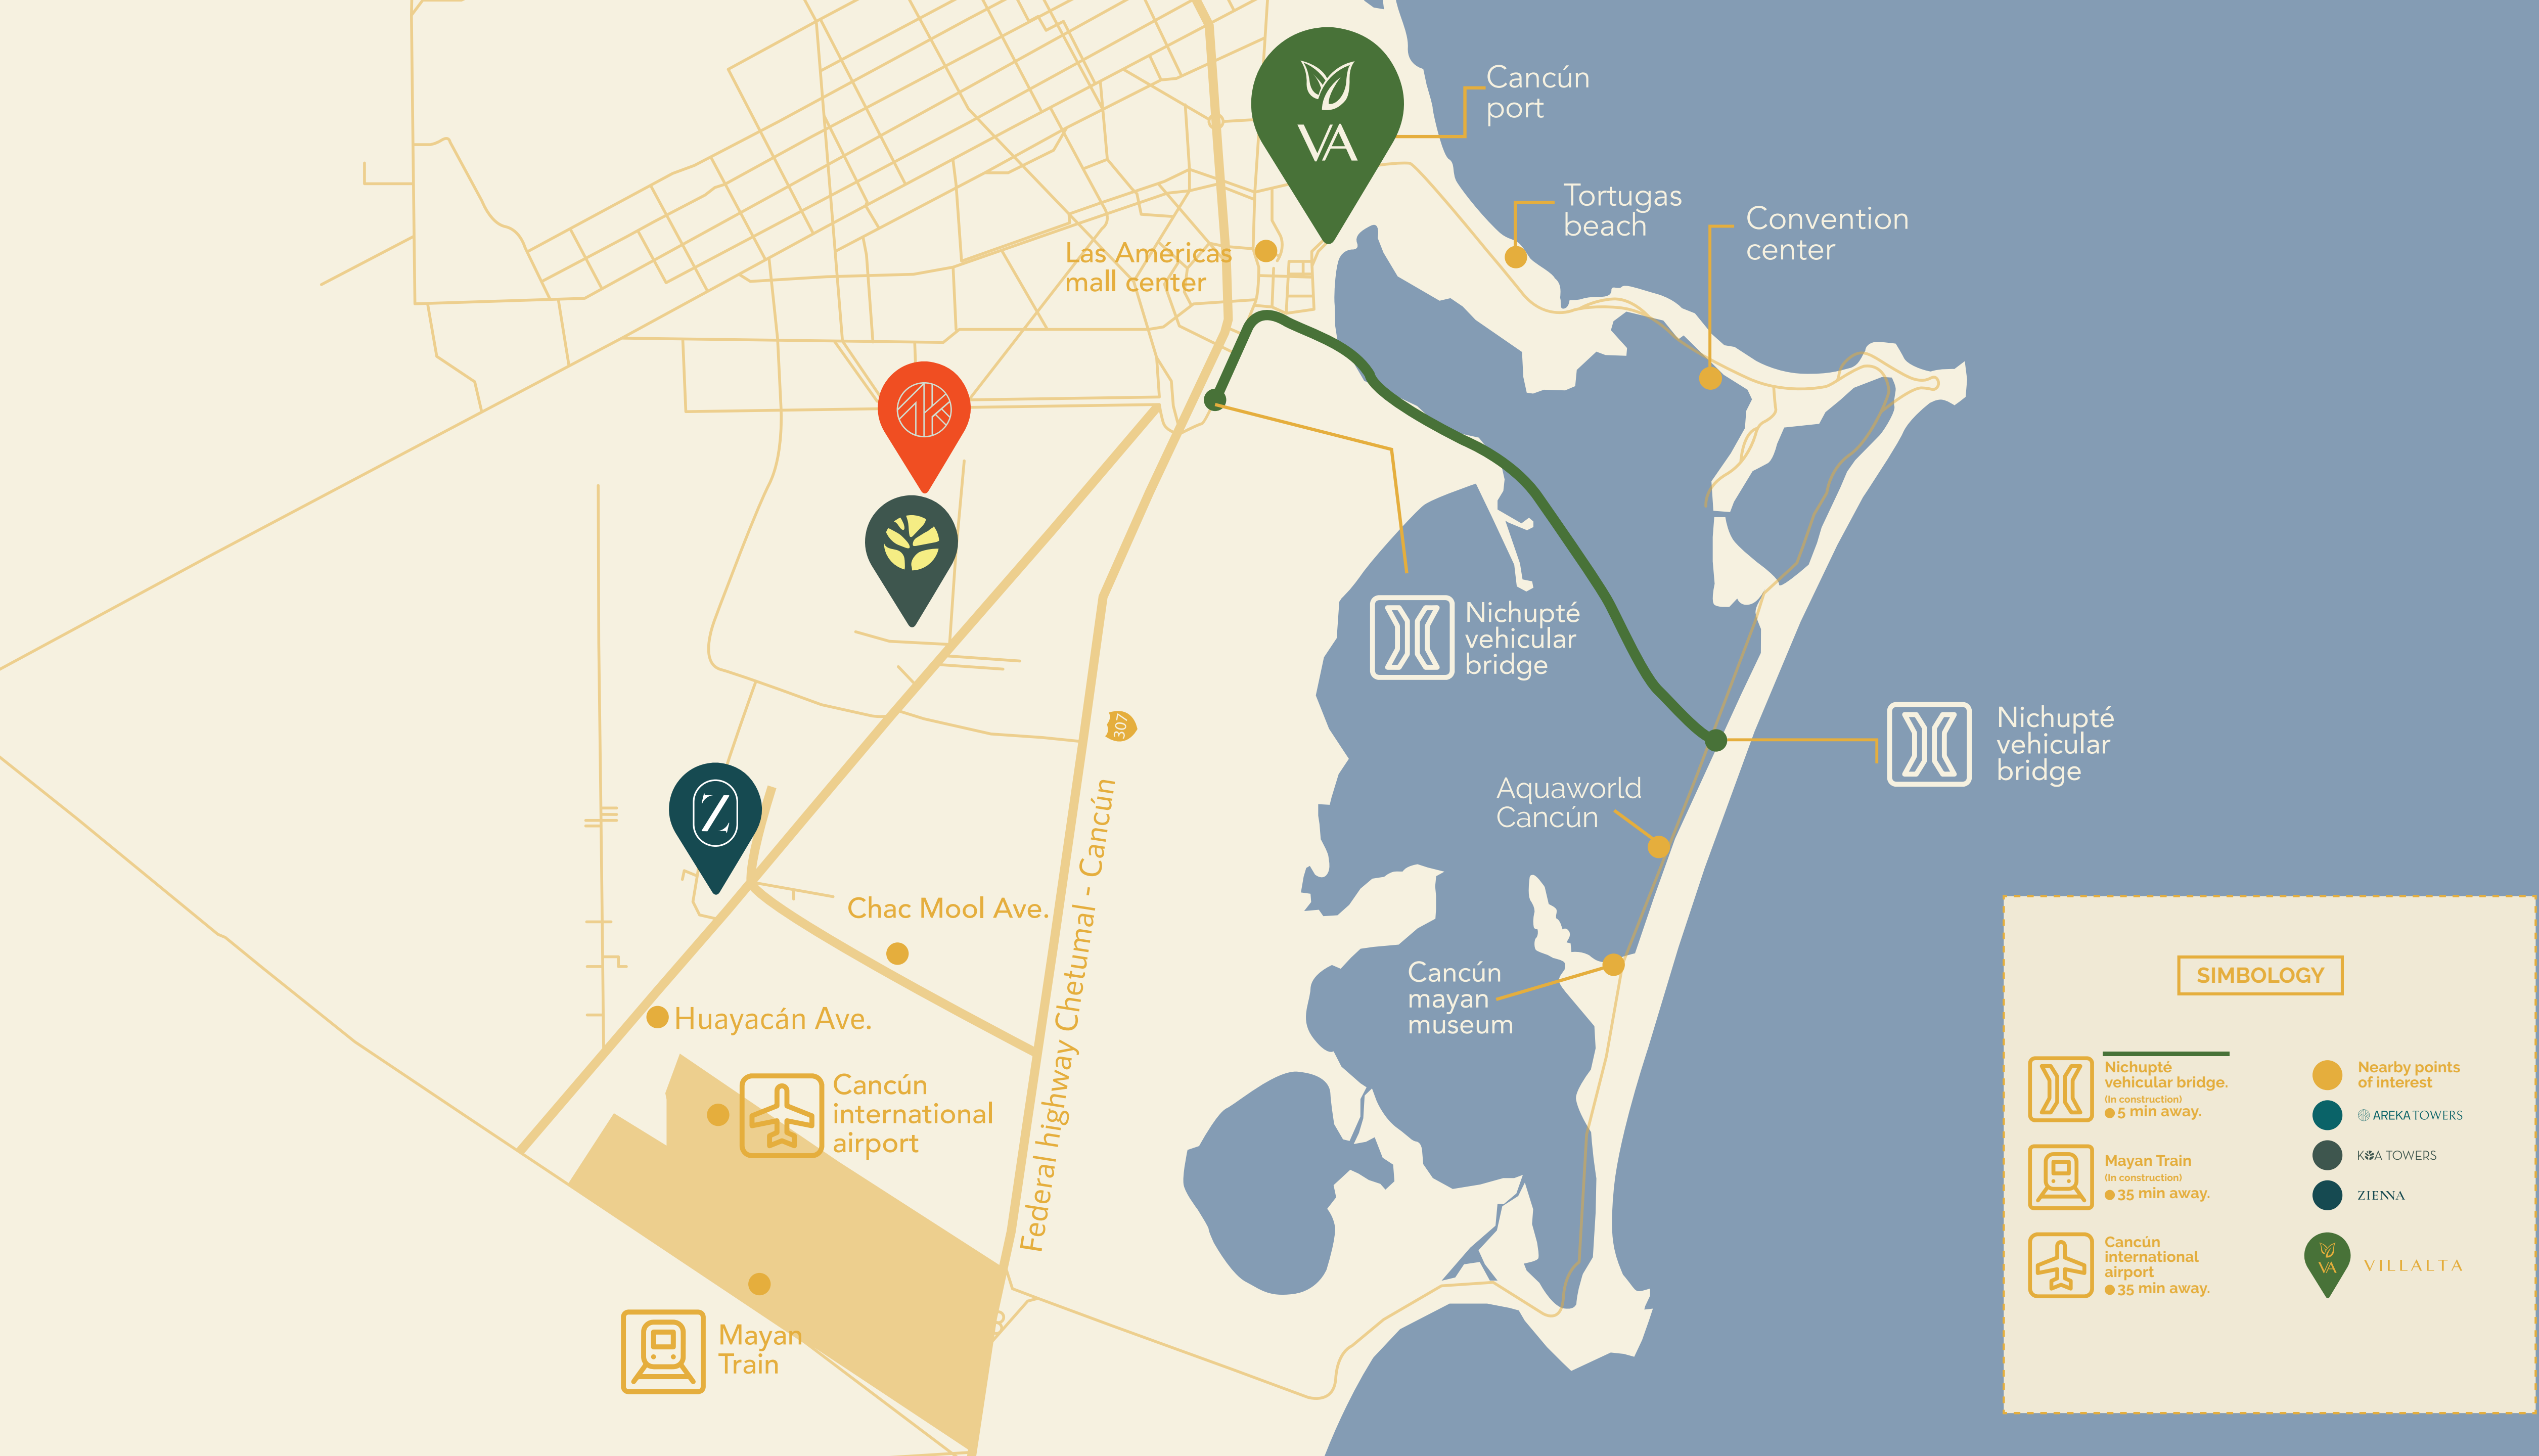 VA
Cancún
port
Tortugas
beach
Convention
center
Las Américas
mall center
Nichupté
vehicular
bridge
307
Nichupté
vehicular
bridge
Z
Aquaworld
Cancún
Federal highway Chetumal - Cancún
Chac Mool Ave.
Cancún
mayan
museum
Huayacán Ave.
Cancún
international
airport
Mayan
Train
SIMBOLOGY
Nichupté
vehicular bridge.
(In construction)
5 min away.
Mayan Train
(In construction)
35 min away.
Cancún
international
airport
35 min away.
Nearby points
of interest
AREKA TOWERS
KOA TOWERS
ZIENNA
VA
VILLALTA